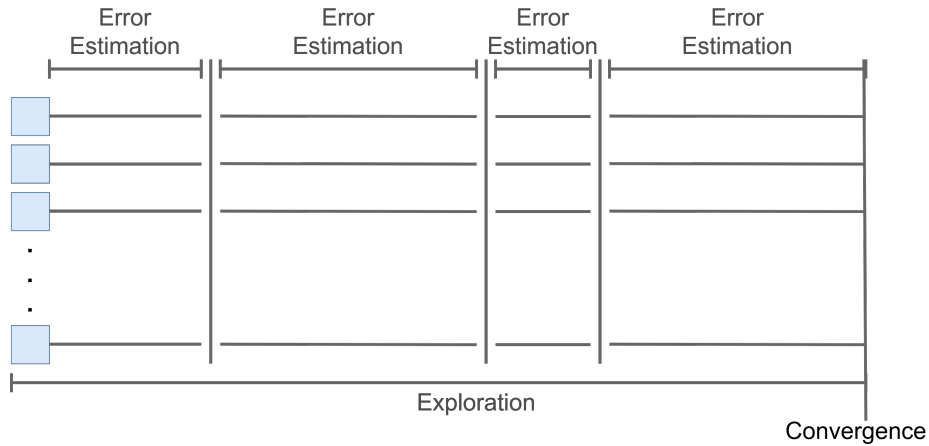 Error
Estimation
Error
Estimation
Error
Estimation
Error
Estimation
Exploration
Convergence